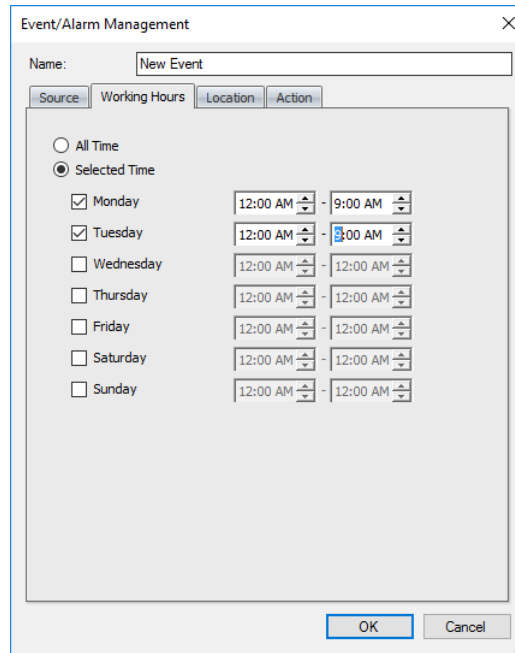 Event/Alarm Management
Name: New Event
Source Working Hours Location Action
All Time
Selected Time
Monday 12:00 AM - 9:00 AM
Tuesday 12:00 AM - 9:00 AM
Wednesday 12:00 AM - 12:00 AM
Thursday 12:00 AM - 12:00 AM
Friday 12:00 AM - 12:00 AM
Saturday 12:00 AM - 12:00 AM
Sunday 12:00 AM - 12:00 AM
OK Cancel